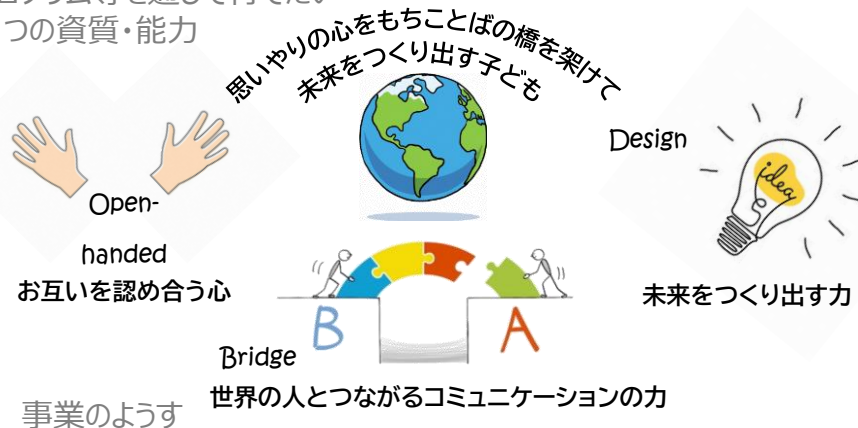 つの資質・能力
思いやりの心をもちことばの橋を架けて
未来をつくり出す子ども
Open-
handed
お互いを認め合う心
Design
idea
未来をつくり出す力
B
A
Bridge
世界の人とつながるコミュニケーションの力
事業のようす